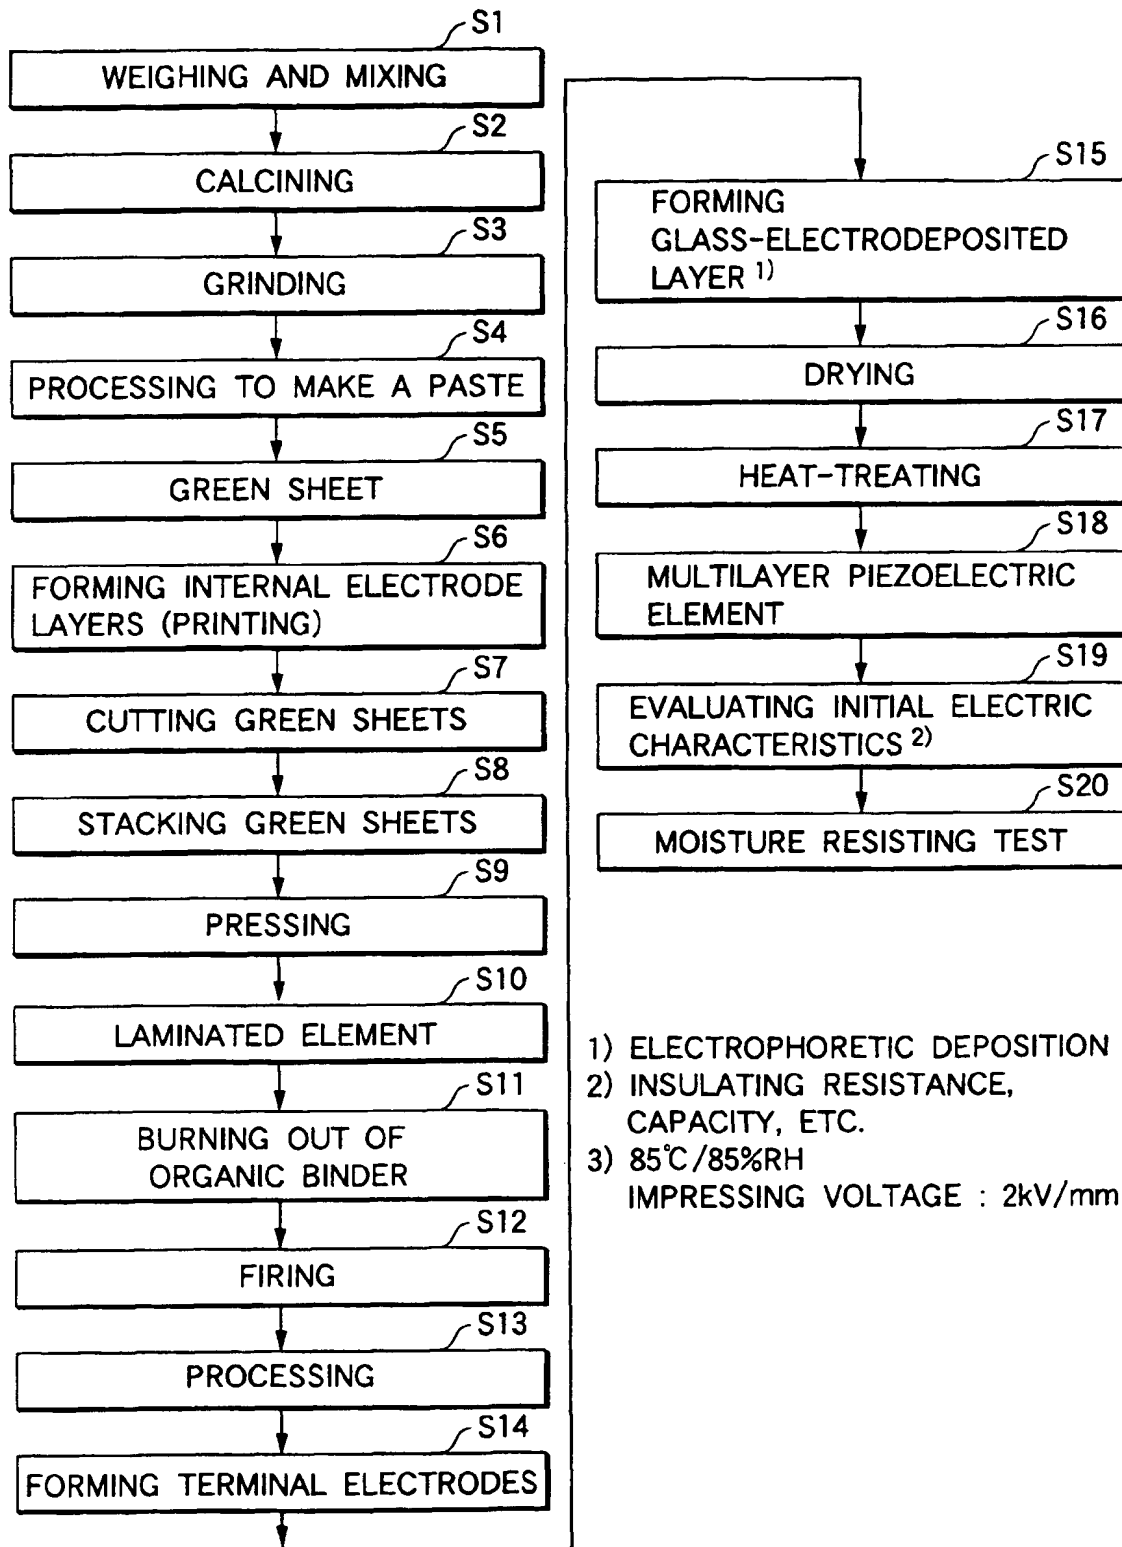 S1
WEIGHING AND MIXING
S2
CALCINING
S3
GRINDING
S4
PROCESSING TO MAKE A PASTE
S5
GREEN SHEET
S6
FORMING INTERNAL ELECTRODE
LAYERS (PRINTING)
S7
CUTTING GREEN SHEETS
S8
STACKING GREEN SHEETS
S9
PRESSING
S10
LAMINATED ELEMENT
S11
BURNING OUT OF
ORGANIC BINDER
S12
FIRING
S13
PROCESSING
S14
FORMING TERMINAL ELECTRODES
S15
FORMING
GLASS-ELECTRODEPOSITED
LAYER 1)
S16
DRYING
S17
HEAT-TREATING
S18
MULTILAYER PIEZOELECTRIC
ELEMENT
S19
EVALUATING INITIAL ELECTRIC
CHARACTERISTICS 2)
S20
MOISTURE RESISTING TEST
1) ELECTROPHORETIC DEPOSITION
2) INSULATING RESISTANCE,
CAPACITY, ETC.
3) 85℃/85%RH
IMPRESSING VOLTAGE : 2kV/mm